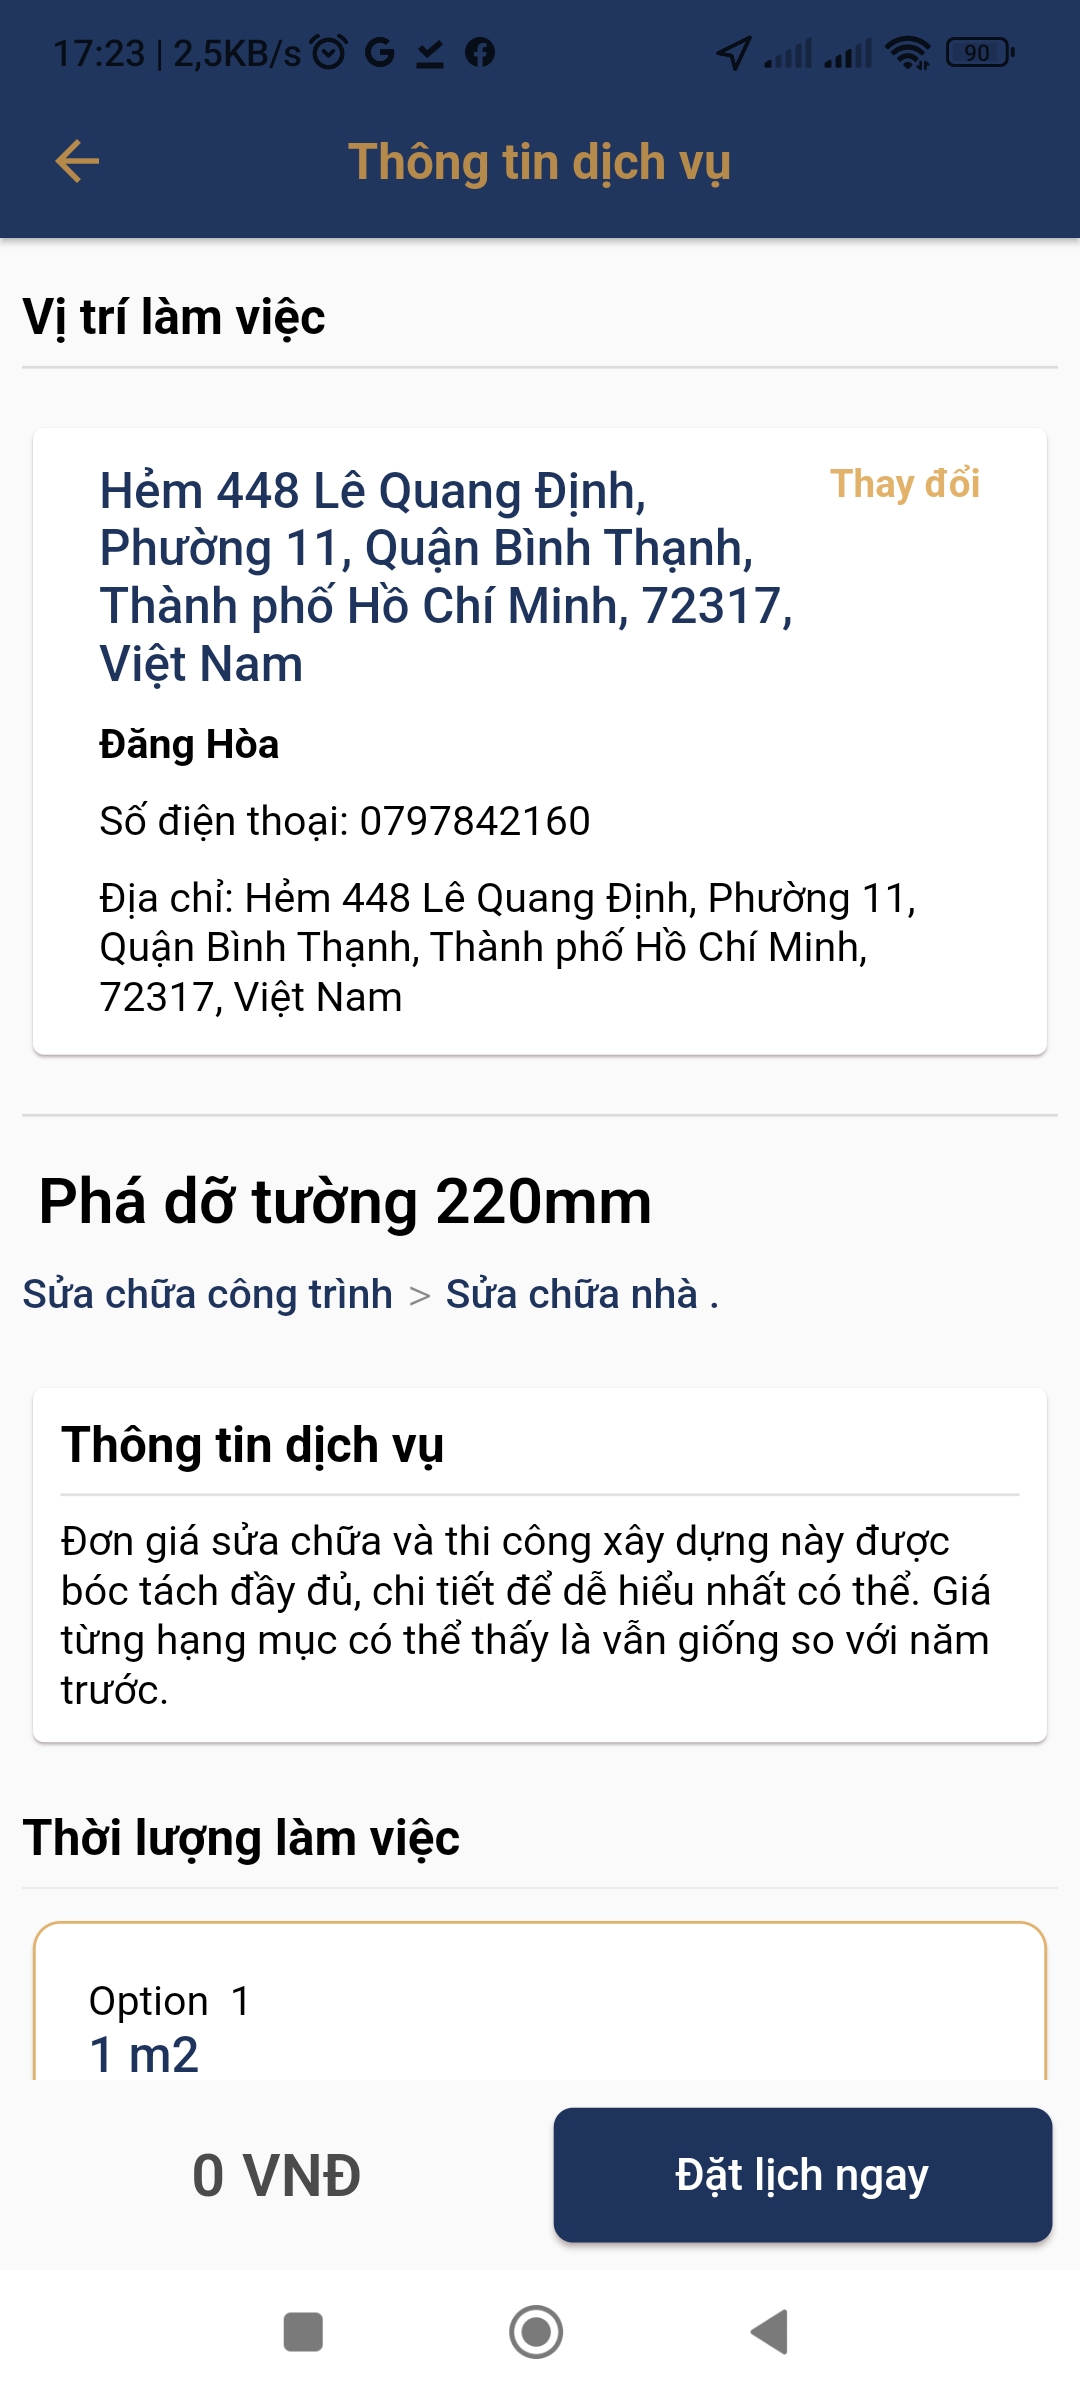 17:23 | 2,5KB/s
90
Thông tin dịch vụ
Vị trí làm việc
Hẻm 448 Lê Quang Định,
Phường 11, Quận Bình Thạnh,
Thành phố Hồ Chí Minh, 72317,
Việt Nam
Thay đổi
Đăng Hòa
Số điện thoại: 0797842160
Địa chỉ: Hẻm 448 Lê Quang Định, Phường 11,
Quận Bình Thạnh, Thành phố Hồ Chí Minh,
72317, Việt Nam
Phá dỡ tường 220mm
Sửa chữa công trình > Sửa chữa nhà .
Thông tin dịch vụ
Đơn giá sửa chữa và thi công xây dựng này được
bóc tách đầy đủ, chi tiết để dễ hiểu nhất có thể. Giá
từng hạng mục có thể thấy là vẫn giống so với năm
trước.
Thời lượng làm việc
Option 1
1 m2
0 VNĐ
Đặt lịch ngay